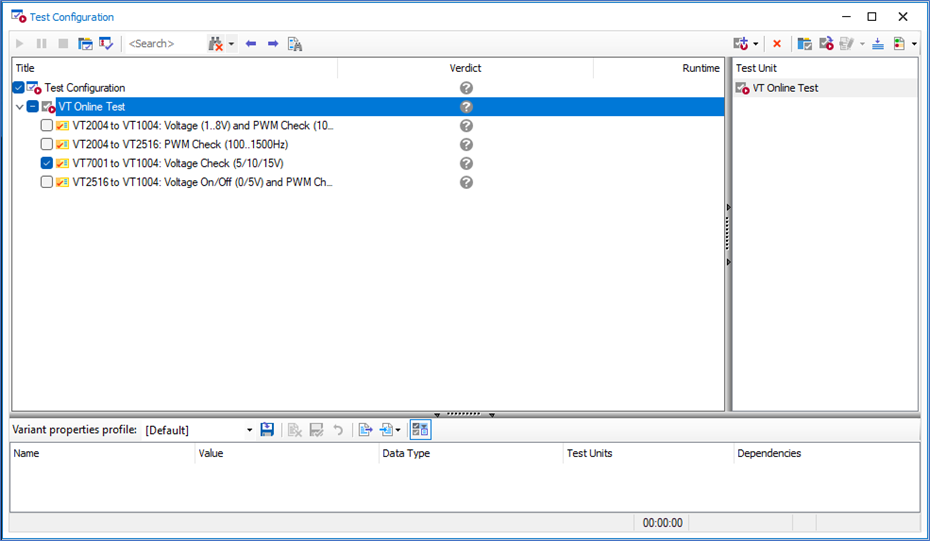 Test Configuration
<Search>
Title Verdict Runtime Test Unit
Test Configuration
VT Online Test
VT Online Test
VT2004 to VT1004: Voltage (1..8V) and PWM Check (10...
VT2004 to VT2516: PWM Check (100..1500Hz)
VT7001 to VT1004: Voltage Check (5/10/15V)
VT2516 to VT1004: Voltage On/Off (0/5V) and PWM Ch...
Variant properties profile: [Default]
Name Value Data Type Test Units Dependencies
00:00:00